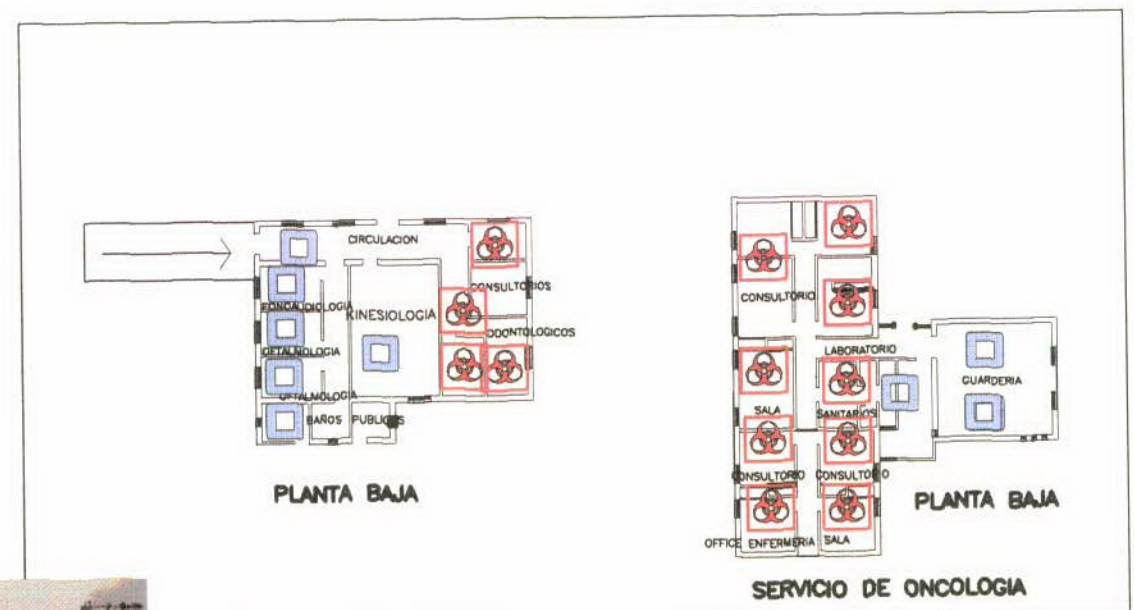 CIRCULACION
FONOAUDIOLOGIA
KINESIOLOGIA
CONSULTORIOS
ODONTOLOGICOS
OFTALMOLOGIA
OFTALMOLOGIA
BAÑOS PUBLICOS
PLANTA BAJA
CONSULTORIO
LABORATORIO
GUARDERIA
SALA
SANITARIOS
CONSULTORIO
CONSULTORIO
OFFICE ENFERMERIA
SALA
PLANTA BAJA
SERVICIO DE ONCOLOGIA